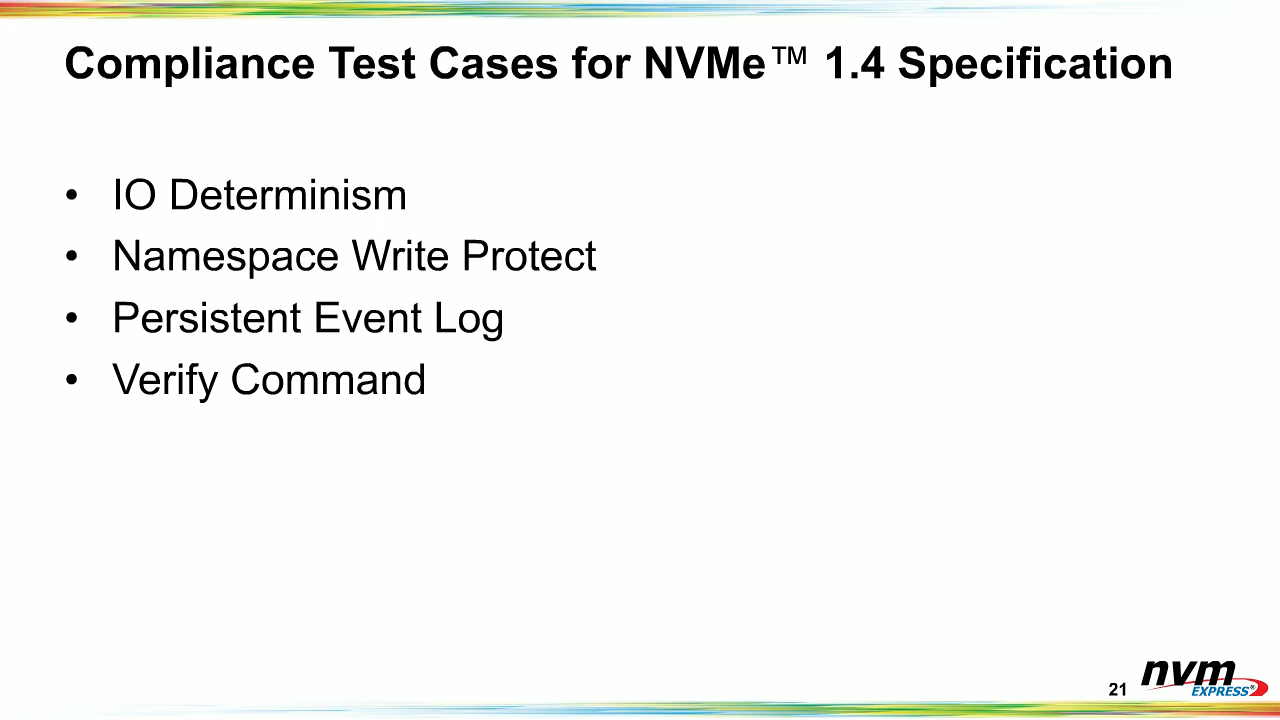 Compliance Test Cases for NVMe™ 1.4 Specification
• IO Determinism
• Namespace Write Protect
• Persistent Event Log
• Verify Command
21
nvm
EXPRESS®